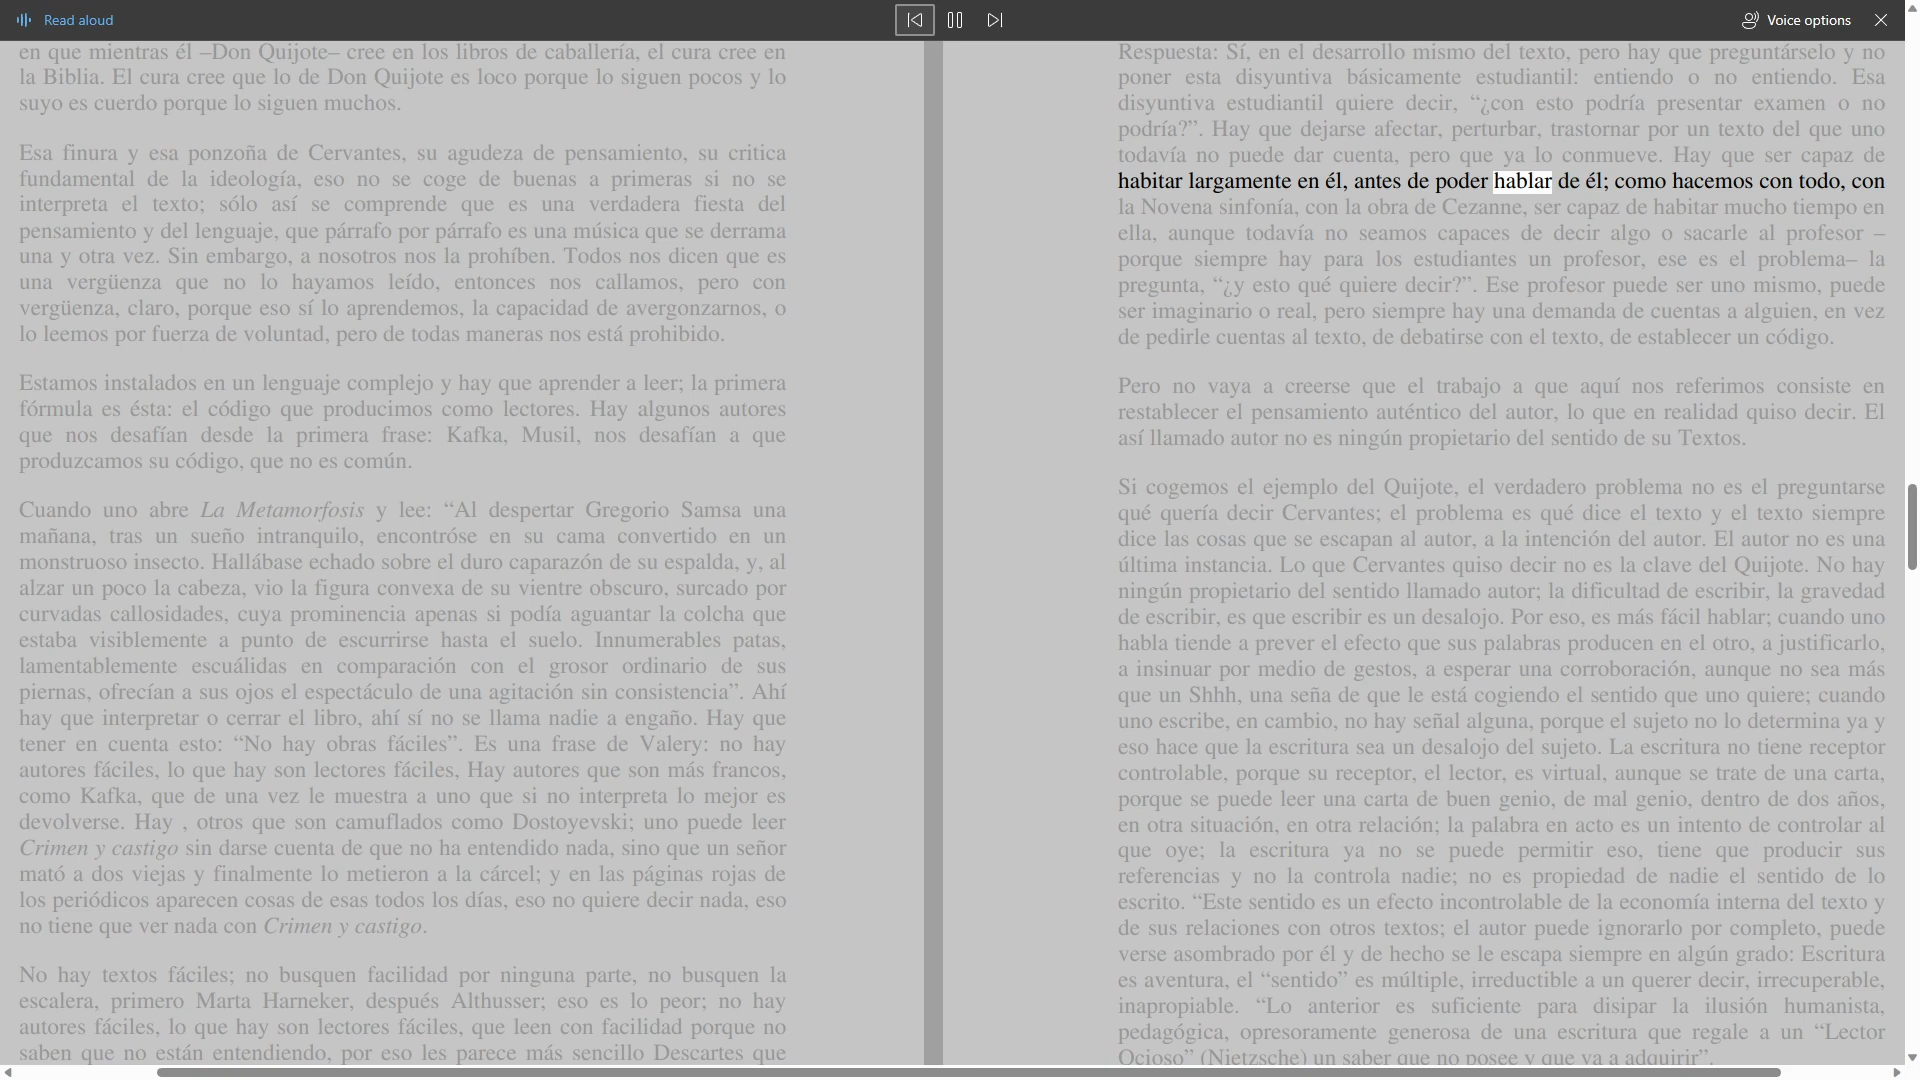 Read aloud
Voice options
en que mientras él –Don Quijote– cree en los libros de caballería, el cura cree en
la Biblia. El cura cree que lo de Don Quijote es loco porque lo siguen pocos y lo
suyo es cuerdo porque lo siguen muchos.
Esa finura y esa ponzoña de Cervantes, su agudeza de pensamiento, su critica
fundamental de la ideología, eso no se coge de buenas a primeras si no se
interpreta el texto; sólo así se comprende que es una verdadera fiesta del
pensamiento y del lenguaje, que párrafo por párrafo es una música que se derrama
una y otra vez. Sin embargo, a nosotros nos la prohíben. Todos nos dicen que es
una vergüenza que no lo hayamos leído, entonces nos callamos, pero con
vergüenza, claro, porque eso sí lo aprendemos, la capacidad de avergonzarnos, o
lo leemos por fuerza de voluntad, pero de todas maneras nos está prohibido.
Estamos instalados en un lenguaje complejo y hay que aprender a leer; la primera
fórmula es ésta: el código que producimos como lectores. Hay algunos autores
que nos desafían desde la primera frase: Kafka, Musil, nos desafían a que
produzcamos su código, que no es común.
Cuando uno abre La Metamorfosis y lee: “Al despertar Gregorio Samsa una
mañana, tras un sueño intranquilo, encontróse en su cama convertido en un
monstruoso insecto. Hallábase echado sobre el duro caparazón de su espalda, y, al
alzar un poco la cabeza, vio la figura convexa de su vientre obscuro, surcado por
curvadas callosidades, cuya prominencia apenas si podía aguantar la colcha que
estaba visiblemente a punto de escurrirse hasta el suelo. Innumerables patas,
lamentablemente escuálidas en comparación con el grosor ordinario de sus
piernas, ofrecían a sus ojos el espectáculo de una agitación sin consistencia”. Ahí
hay que interpretar o cerrar el libro, ahí sí no se llama nadie a engaño. Hay que
tener en cuenta esto: “No hay obras fáciles”. Es una frase de Valery: no hay
autores fáciles, lo que hay son lectores fáciles, Hay autores que son más francos,
como Kafka, que de una vez le muestra a uno que si no interpreta lo mejor es
devolverse. Hay , otros que son camuflados como Dostoyevski; uno puede leer
Crimen y castigo sin darse cuenta de que no ha entendido nada, sino que un señor
mató a dos viejas y finalmente lo metieron a la cárcel; y en las páginas rojas de
los periódicos aparecen cosas de esas todos los días, eso no quiere decir nada, eso
no tiene que ver nada con Crimen y castigo.
No hay textos fáciles; no busquen facilidad por ninguna parte, no busquen la
escalera, primero Marta Harneker, después Althusser; eso es lo peor; no hay
autores fáciles, lo que hay son lectores fáciles, que leen con facilidad porque no
saben que no están entendiendo, por eso les parece más sencillo Descartes que
Respuesta: Sí, en el desarrollo mismo del texto, pero hay que preguntárselo y no
poner esta disyuntiva básicamente estudiantil: entiendo o no entiendo. Esa
disyuntiva estudiantil quiere decir, “¿con esto podría presentar examen o no
podría?”. Hay que dejarse afectar, perturbar, trastornar por un texto del que uno
todavía no puede dar cuenta, pero que ya lo conmueve. Hay que ser capaz de
habitar largamente en él, antes de poder hablar de él; como hacemos con todo, con
la Novena sinfonía, con la obra de Cezanne, ser capaz de habitar mucho tiempo en
ella, aunque todavía no seamos capaces de decir algo o sacarle al profesor –
porque siempre hay para los estudiantes un profesor, ese es el problema– la
pregunta, “¿y esto qué quiere decir?”. Ese profesor puede ser uno mismo, puede
ser imaginario o real, pero siempre hay una demanda de cuentas a alguien, en vez
de pedirle cuentas al texto, de debatirse con el texto, de establecer un código.
Pero no vaya a creerse que el trabajo a que aquí nos referimos consiste en
restablecer el pensamiento auténtico del autor, lo que en realidad quiso decir. El
así llamado autor no es ningún propietario del sentido de su Textos.
Si cogemos el ejemplo del Quijote, el verdadero problema no es el preguntarse
qué quería decir Cervantes; el problema es qué dice el texto y el texto siempre
dice las cosas que se escapan al autor, a la intención del autor. El autor no es una
última instancia. Lo que Cervantes quiso decir no es la clave del Quijote. No hay
ningún propietario del sentido llamado autor; la dificultad de escribir, la gravedad
de escribir, es que escribir es un desalojo. Por eso, es más fácil hablar; cuando uno
habla tiende a prever el efecto que sus palabras producen en el otro, a justificarlo,
a insinuar por medio de gestos, a esperar una corroboración, aunque no sea más
que un Shhh, una seña de que le está cogiendo el sentido que uno quiere; cuando
uno escribe, en cambio, no hay señal alguna, porque el sujeto no lo determina ya y
eso hace que la escritura sea un desalojo del sujeto. La escritura no tiene receptor
controlable, porque su receptor, el lector, es virtual, aunque se trate de una carta,
porque se puede leer una carta de buen genio, de mal genio, dentro de dos años,
en otra situación, en otra relación; la palabra en acto es un intento de controlar al
que oye; la escritura ya no se puede permitir eso, tiene que producir sus
referencias y no la controla nadie; no es propiedad de nadie el sentido de lo
escrito. “Este sentido es un efecto incontrolable de la economía interna del texto y
de sus relaciones con otros textos; el autor puede ignorarlo por completo, puede
verse asombrado por él y de hecho se le escapa siempre en algún grado: Escritura
es aventura, el “sentido” es múltiple, irreductible a un querer decir, irrecuperable,
inapropiable. “Lo anterior es suficiente para disipar la ilusión humanista,
pedagógica, opresoramente generosa de una escritura que regale a un “Lector
Ocioso” (Nietzsche) un saber que no posee y que va a adquirir”.